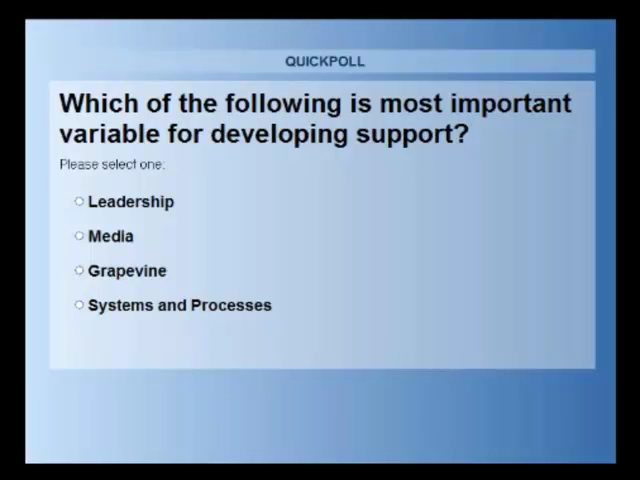 QUICKPOLL
Which of the following is most important
variable for developing support?
Please select one:
Leadership
Media
Grapevine
Systems and Processes